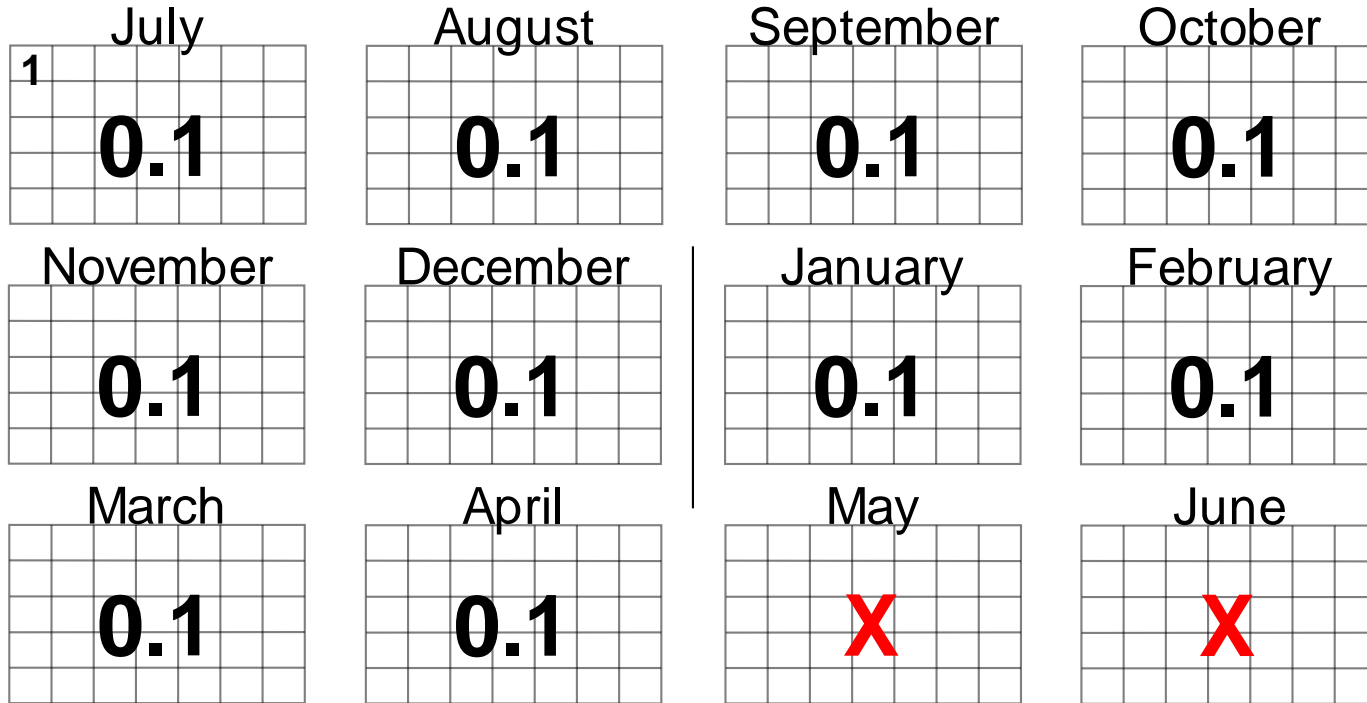 July August September October
1
0.1 0.1 0.1 0.1
November December January February
0.1 0.1 0.1 0.1
March April May June
0.1 0.1 X X